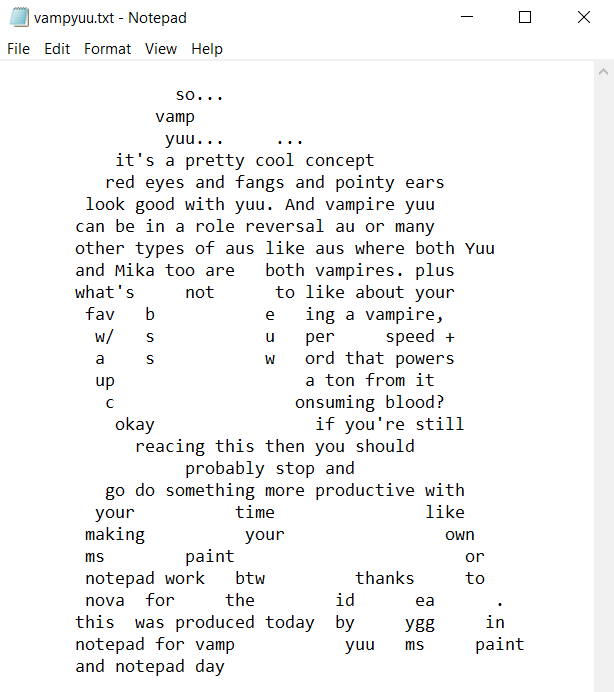 vampyuu.txt - Notepad
File Edit Format View Help
so...
vamp
yuu... ...
it's a pretty cool concept
red eyes and fangs and pointy ears
look good with yuu. And vampire yuu
can be in a role reversal au or many
other types of aus like aus where both Yuu
and Mika too are both vampires. plus
what's not to like about your
fav b e ing a vampire,
w/ s u per speed +
a s w ord that powers
up a ton from it
c onsuming blood?
okay if you're still
reacing this then you should
probably stop and
go do something more productive with
your time like
making your own
ms paint or
notepad work btw thanks to
nova for the id ea .
this was produced today by ygg in
notepad for vamp yuu ms paint
and notepad day